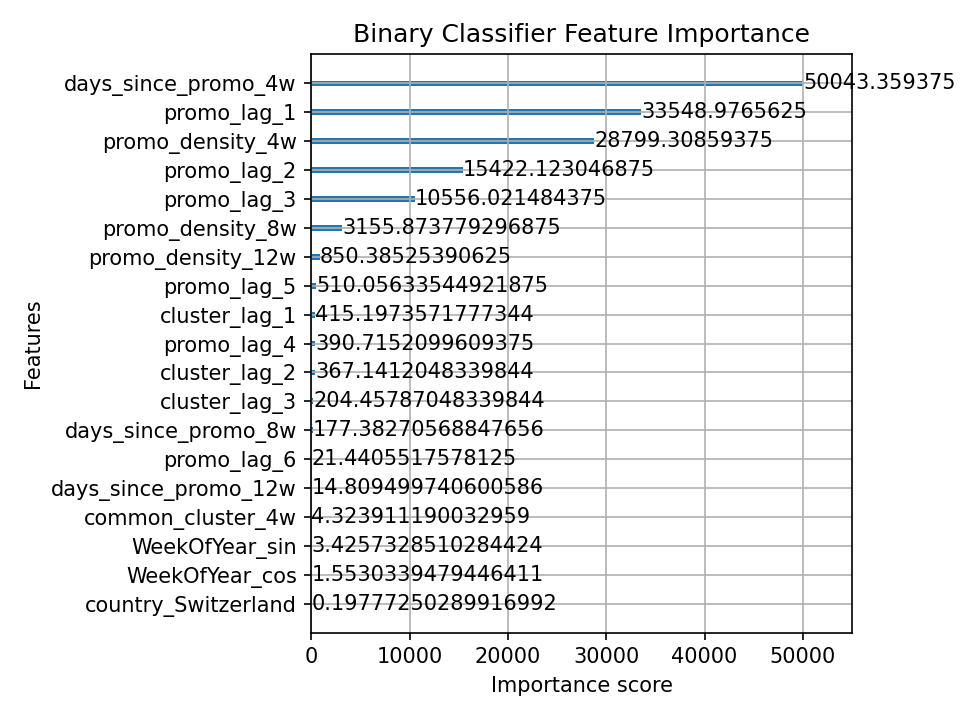 Binary Classifier Feature Importance
days_since_promo_4w 50043.359375
promo_lag_1 33548.9765625
promo_density_4w 28799.30859375
promo_lag_2 15422.123046875
promo_lag_3 10556.021484375
promo_density_8w 3155.873779296875
promo_density_12w 850.38525390625
promo_lag_5 510.05633544921875
cluster_lag_1 415.1973571777344
promo_lag_4 390.7152099609375
cluster_lag_2 367.1412048339844
cluster_lag_3 204.45787048339844
days_since_promo_8w 177.38270568847656
promo_lag_6 21.4405517578125
days_since_promo_12w 14.809499740600586
common_cluster_4w 4.323911190032959
WeekOfYear_sin 3.4257328510284424
WeekOfYear_cos 1.5530339479446411
country_Switzerland 0.19777250289916992
Features
0 10000 20000 30000 40000 50000
Importance score